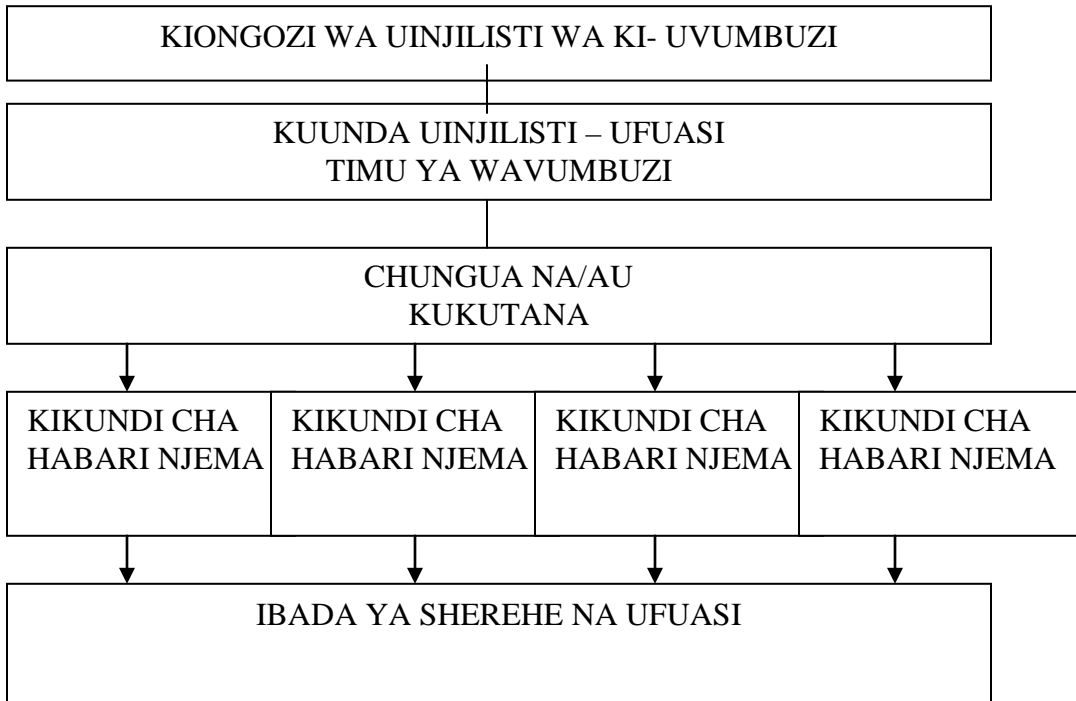 KIONGOZI WA UINJILISTI WA KI- UVUMBUZI
KUUNDA UINJILISTI – UFUASI
TIMU YA WAVUMBUZI
CHUNGUA NA/AU
KUKUTANA
KIKUNDI CHA
HABARI NJEMA
KIKUNDI CHA
HABARI NJEMA
KIKUNDI CHA
HABARI NJEMA
KIKUNDI CHA
HABARI NJEMA
IBADA YA SHEREHE NA UFUASI